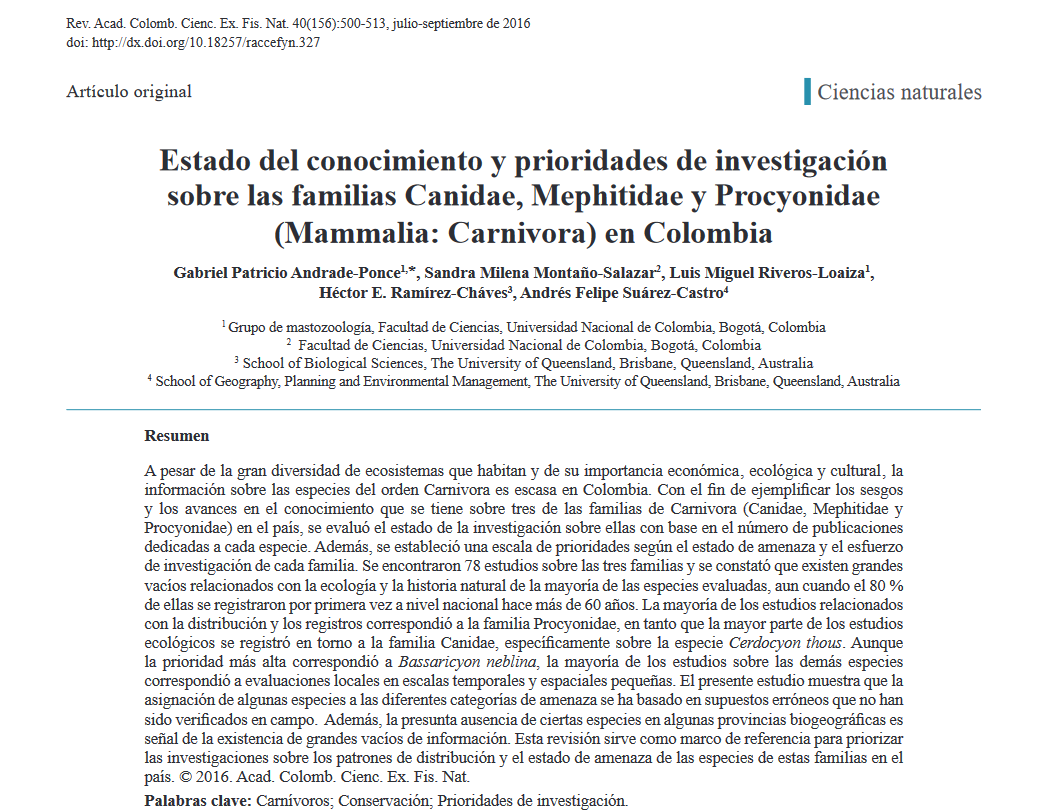 Rev. Acad. Colomb. Cienc. Ex. Fis. Nat. 40(156):500-513, julio-septiembre de 2016
doi: http://dx.doi.org/10.18257/raccefyn.327
Artículo original
Ciencias naturales
Estado del conocimiento y prioridades de investigación
sobre las familias Canidae, Mephitidae y Procyonidae
(Mammalia: Carnivora) en Colombia
Gabriel Patricio Andrade-Ponce1,*, Sandra Milena Montaño-Salazar2, Luis Miguel Riveros-Loaiza1,
Héctor E. Ramírez-Cháves3, Andrés Felipe Suárez-Castro4
1 Grupo de mastozoología, Facultad de Ciencias, Universidad Nacional de Colombia, Bogotá, Colombia
2 Facultad de Ciencias, Universidad Nacional de Colombia, Bogotá, Colombia
3 School of Biological Sciences, The University of Queensland, Brisbane, Queensland, Australia
4 School of Geography, Planning and Environmental Management, The University of Queensland, Brisbane, Queensland, Australia
Resumen
A pesar de la gran diversidad de ecosistemas que habitan y de su importancia económica, ecológica y cultural, la
información sobre las especies del orden Carnivora es escasa en Colombia. Con el fin de ejemplificar los sesgos
y los avances en el conocimiento que se tiene sobre tres de las familias de Carnivora (Canidae, Mephitidae y
Procyonidae) en el país, se evaluó el estado de la investigación sobre ellas con base en el número de publicaciones
dedicadas a cada especie. Además, se estableció una escala de prioridades según el estado de amenaza y el esfuerzo
de investigación de cada familia. Se encontraron 78 estudios sobre las tres familias y se constató que existen grandes
vacíos relacionados con la ecología y la historia natural de la mayoría de las especies evaluadas, aun cuando el 80 %
de ellas se registraron por primera vez a nivel nacional hace más de 60 años. La mayoría de los estudios relacionados
con la distribución y los registros correspondió a la familia Procyonidae, en tanto que la mayor parte de los estudios
ecológicos se registró en torno a la familia Canidae, específicamente sobre la especie Cerdocyon thous. Aunque
la prioridad más alta correspondió a Bassaricyon neblina, la mayoría de los estudios sobre las demás especies
correspondió a evaluaciones locales en escalas temporales y espaciales pequeñas. El presente estudio muestra que la
asignación de algunas especies a las diferentes categorías de amenaza se ha basado en supuestos erróneos que no han
sido verificados en campo. Además, la presunta ausencia de ciertas especies en algunas provincias biogeográficas es
señal de la existencia de grandes vacíos de información. Esta revisión sirve como marco de referencia para priorizar
las investigaciones sobre los patrones de distribución y el estado de amenaza de las especies de estas familias en el
país. © 2016. Acad. Colomb. Cienc. Ex. Fis. Nat.
Palabras clave: Carnívoros; Conservación; Prioridades de investigación.